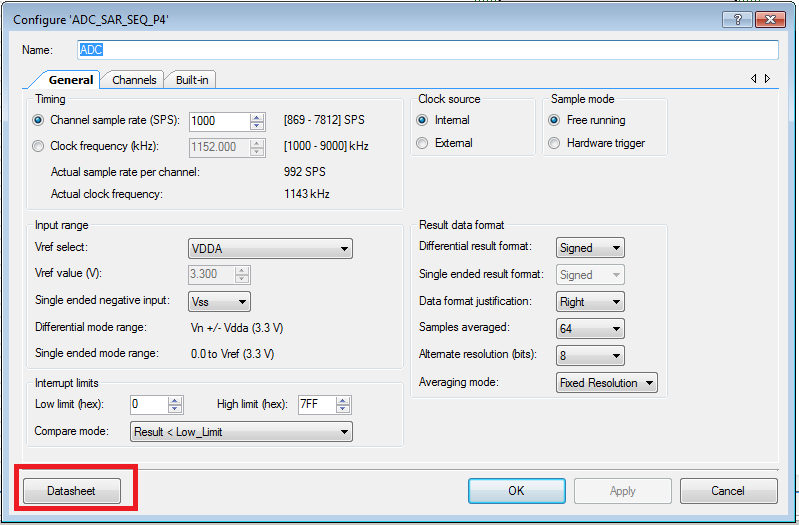 Configure 'ADC_SAR_SEQ_P4'
?
Name: ADC
General Channels Built-in
Timing
Channel sample rate (SPS): 1000 [869 - 7812] SPS
Clock frequency (kHz): 1152.000 [1000 - 9000] kHz
Actual sample rate per channel: 992 SPS
Actual clock frequency: 1143 kHz
Clock source
Internal
External
Sample mode
Free running
Hardware trigger
Input range
Vref select: VDDA
Vref value (V): 3.300
Single ended negative input: Vss
Differential mode range: Vn +/- Vdda (3.3 V)
Single ended mode range: 0.0 to Vref (3.3 V)
Result data format
Differential result format: Signed
Single ended result format: Signed
Data format justification: Right
Samples averaged: 64
Alternate resolution (bits): 8
Averaging mode: Fixed Resolution
Interrupt limits
Low limit (hex): 0 High limit (hex): 7FF
Compare mode: Result < Low_Limit
Datasheet OK Apply Cancel